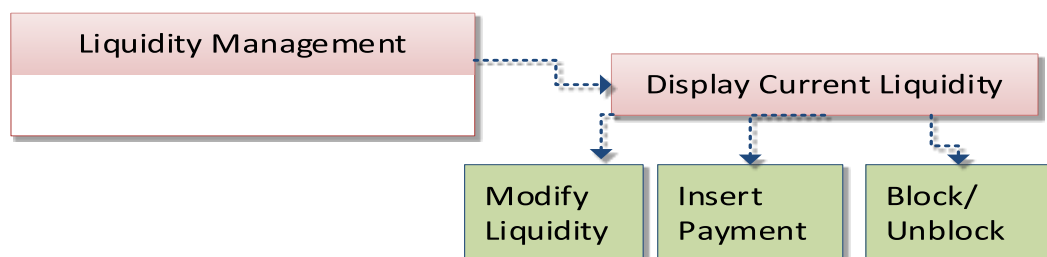 Liquidity Management
Display Current Liquidity
Modify
Liquidity
Insert
Payment
Block/
Unblock